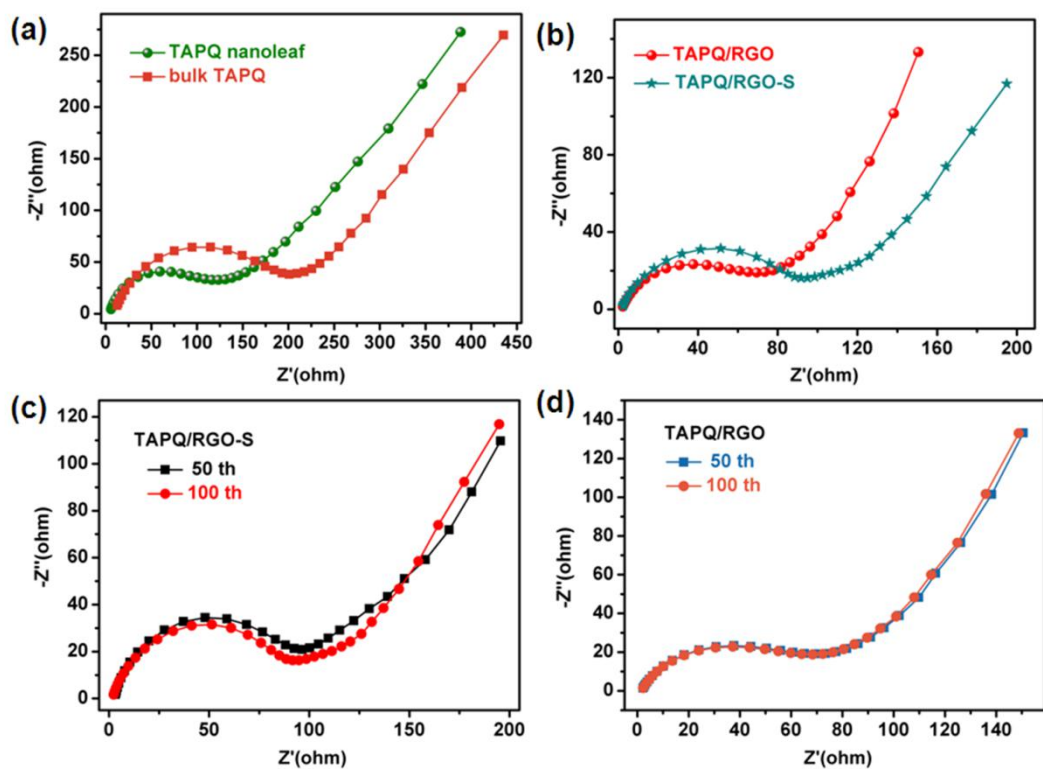 (a)
TAPQ nanoleaf
bulk TAPQ
-Z''(ohm)
250
200
150
100
50
0
0 50 100 150 200 250 300 350 400 450
Z'(ohm)
(b)
TAPQ/RGO
TAPQ/RGO-S
-Z''(ohm)
120
80
40
0
0 40 80 120 160 200
Z'(ohm)
(c)
TAPQ/RGO-S
50 th
100 th
-Z''(ohm)
120
100
80
60
40
20
0
0 50 100 150 200
Z'(ohm)
(d)
TAPQ/RGO
50 th
100 th
-Z''(ohm)
140
120
100
80
60
40
20
0
0 20 40 60 80 100 120 140
Z'(ohm)